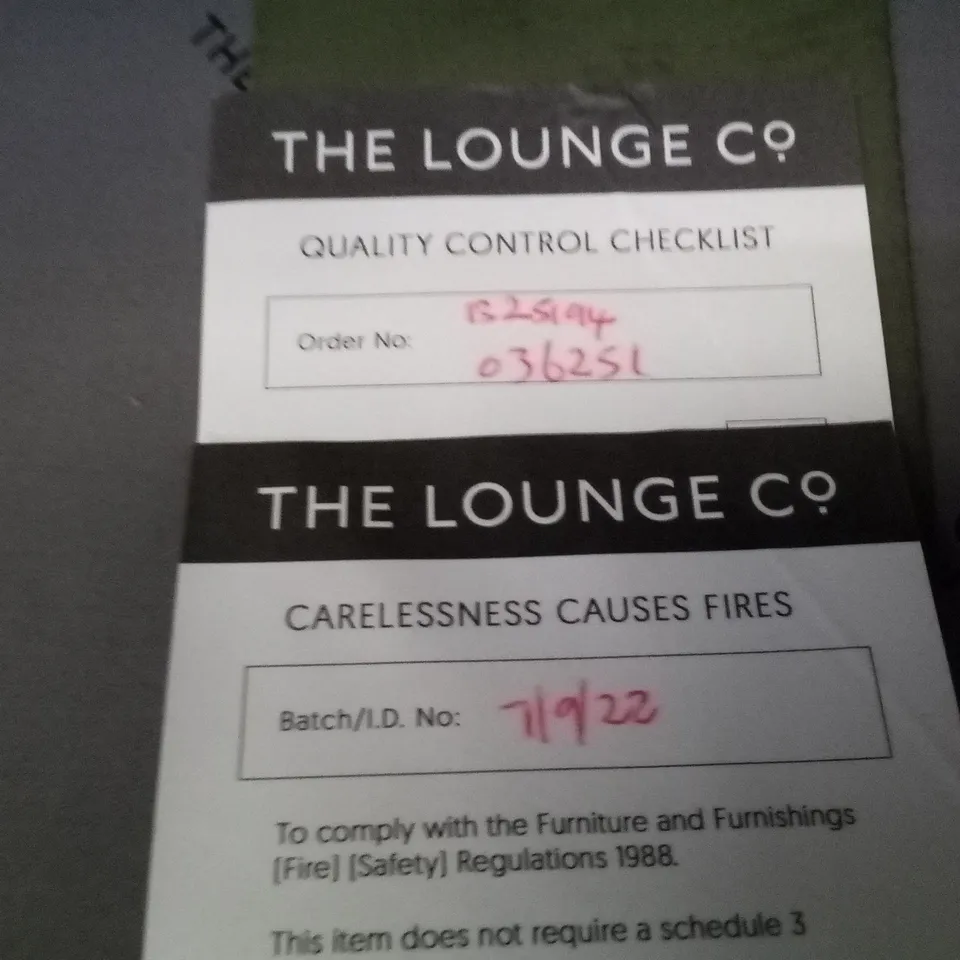 THE
THE LOUNGE Co
QUALITY CONTROL CHECKLIST
Order No:
B25194
036251
THE LOUNGE Co
CARELESSNESS CAUSES FIRES
Batch/I.D. No: 7/9/22
To comply with the Furniture and Furnishings
[Fire] [Safety] Regulations 1988.
This item does not require a schedule 3